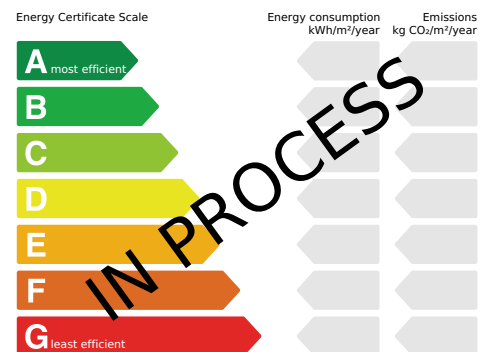 Energy Certificate Scale
Energy consumption
kWh/m²/year
Emissions
kg CO₂/m²/year
A most efficient
B
C
D
E
F
G least efficient
IN PROCESS